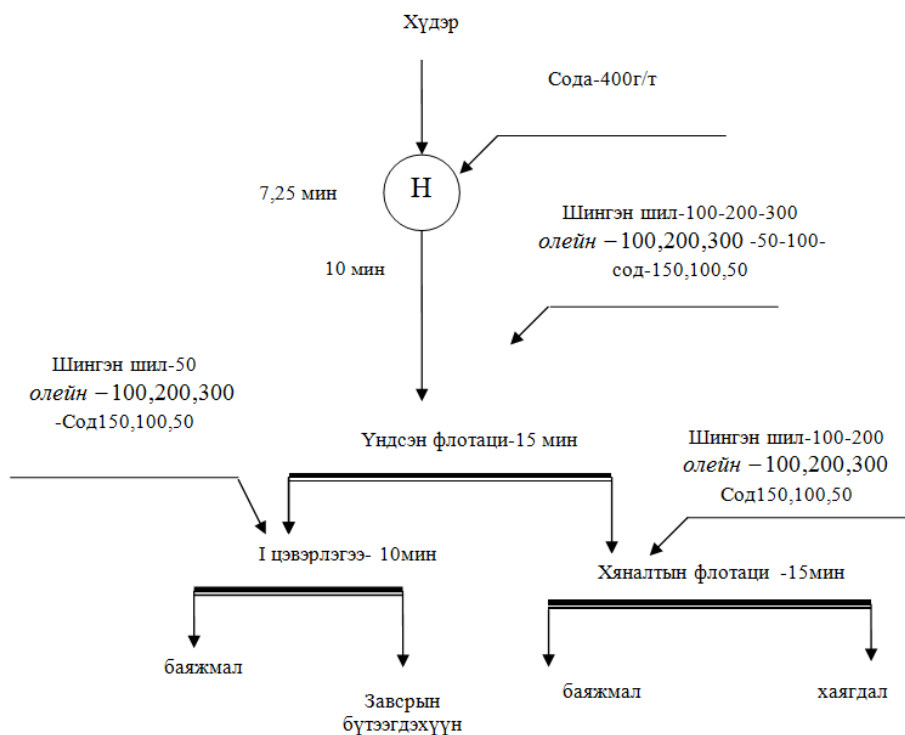 Хүдэр
Сода-400г/т
Н
7,25 мин
10 мин
Шингэн шил-100-200-300
олейн –100,200,300 -50-100-
сод-150,100,50
Шингэн шил-50
олейн –100,200,300
-Сод150,100,50
Үндсэн флотаци-15 мин
Шингэн шил-100-200
олейн –100,200,300
Сод150,100,50
I цэвэрлэгээ- 10мин
Хяналтын флотаци -15мин
баяжмал
Завсрын
бүтээгдэхүүн
баяжмал
хаягдал